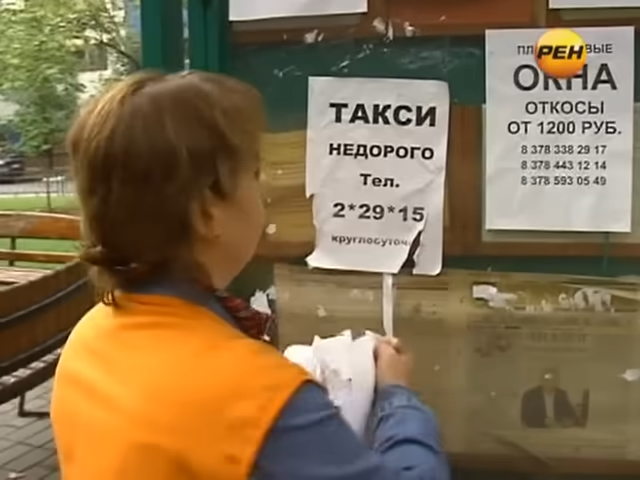 ТАКСИ
НЕДОРОГО
Тел.
2*29*15
РЕН
ОКНА
ОТКОСЫ
ОТ 1200 РУБ.
8 378 338 29 17
8 378 443 12 14
8 378 593 05 49